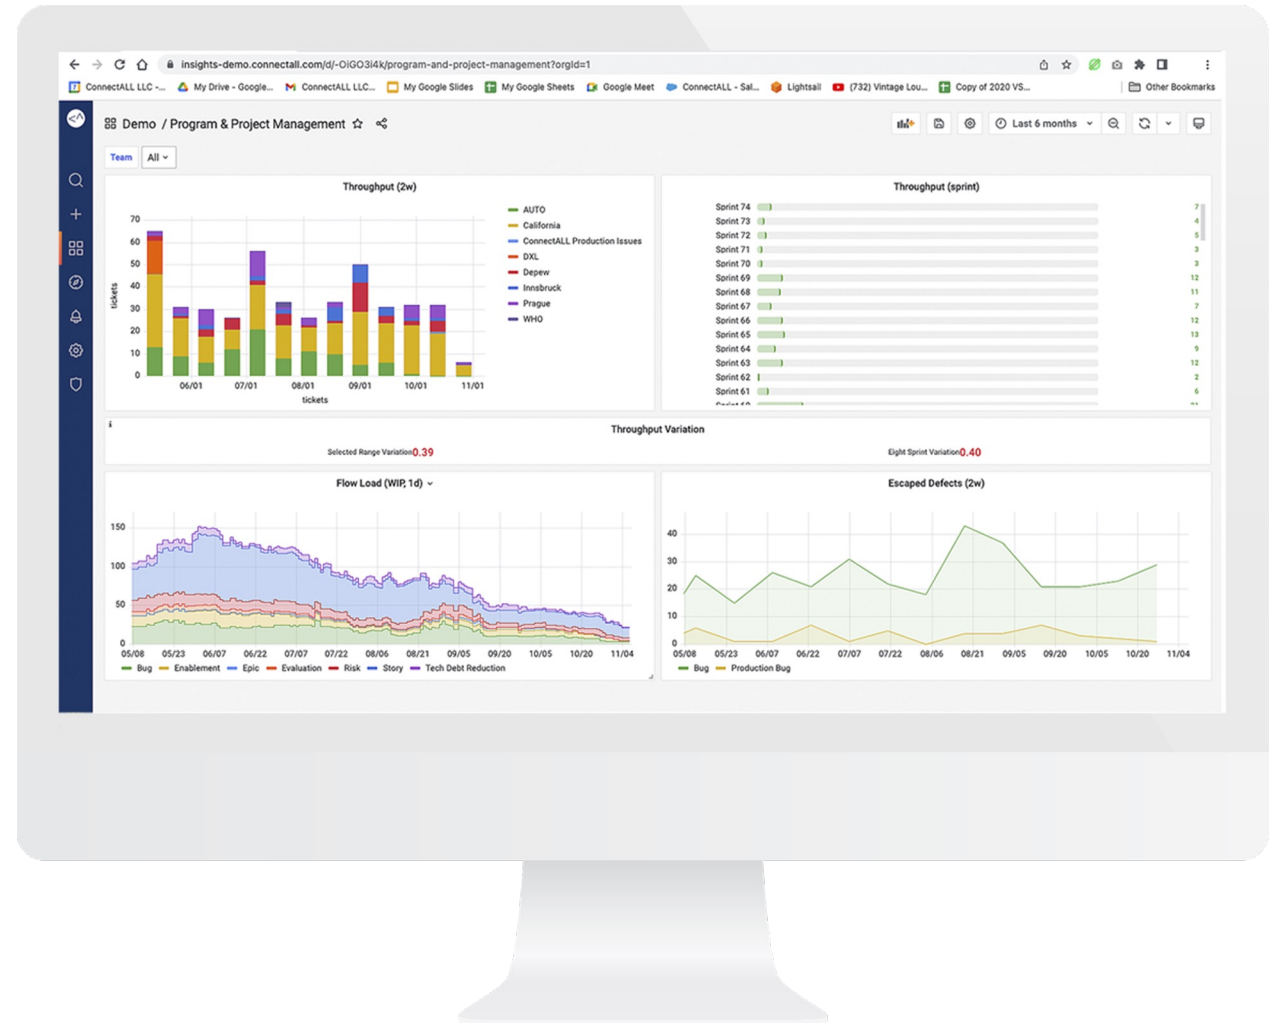 insights-demo.connectall.com/d/-OiGO3i4k/program-and-project-management?orgId=1
ConnectALL LLC -... My Drive - Google... ConnectALL LLC... My Google Slides My Google Sheets Google Meet ConnectALL - Sal... Lightsail (732) Vintage Lou... Copy of 2020 VS... Other Bookmarks
Demo / Program & Project Management
Last 6 months
Team All
Throughput (2w)
70
60
50
40
30
20
10
0
tickets
06/01 07/01 08/01 09/01 10/01 11/01
tickets
AUTO
California
ConnectALL Production Issues
DXL
Depew
Innsbruck
Prague
WHO
Throughput (sprint)
Sprint 74 7
Sprint 73 4
Sprint 72 5
Sprint 71 3
Sprint 70 3
Sprint 69 12
Sprint 68 11
Sprint 67 7
Sprint 66 12
Sprint 65 13
Sprint 64 9
Sprint 63 12
Sprint 62 2
Sprint 61 6
i
Throughput Variation
Selected Range Variation 0.39
Eight Sprint Variation 0.40
Flow Load (WIP, 1d)
150
100
50
0
05/08 05/23 06/07 06/22 07/07 07/22 08/06 08/21 09/05 09/20 10/05 10/20 11/04
Bug Enablement Epic Evaluation Risk Story Tech Debt Reduction
Escaped Defects (2w)
40
30
20
10
0
05/08 05/23 06/07 06/22 07/07 07/22 08/06 08/21 09/05 09/20 10/05 10/20 11/04
Bug Production Bug